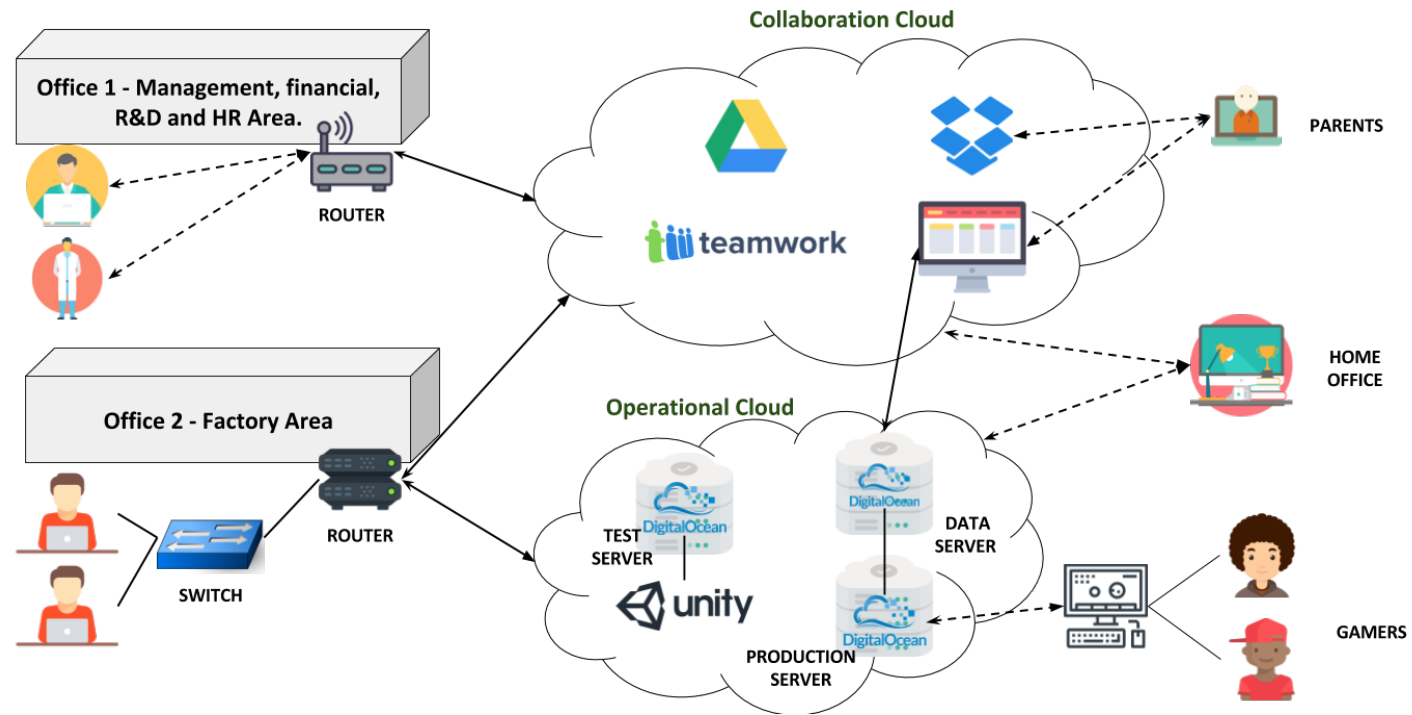 Collaboration Cloud
Office 1 - Management, financial,
R&D and HR Area.
ROUTER
PARENTS
teamwork
HOME
OFFICE
Office 2 - Factory Area
ROUTER
SWITCH
Operational Cloud
DigitalOcean
TEST
SERVER
unity
DigitalOcean
DATA
SERVER
DigitalOcean
PRODUCTION
SERVER
GAMERS